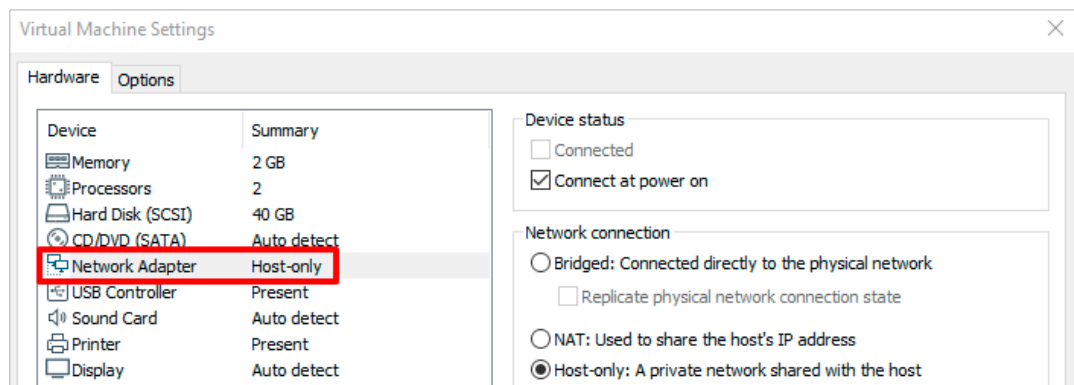 Virtual Machine Settings
Hardware
Options
Device Summary
Memory 2 GB
Processors 2
Hard Disk (SCSI) 40 GB
CD/DVD (SATA) Auto detect
Network Adapter Host-only
USB Controller Present
Sound Card Auto detect
Printer Present
Display Auto detect
Device status
Connected
Connect at power on
Network connection
Bridged: Connected directly to the physical network
Replicate physical network connection state
NAT: Used to share the host's IP address
Host-only: A private network shared with the host